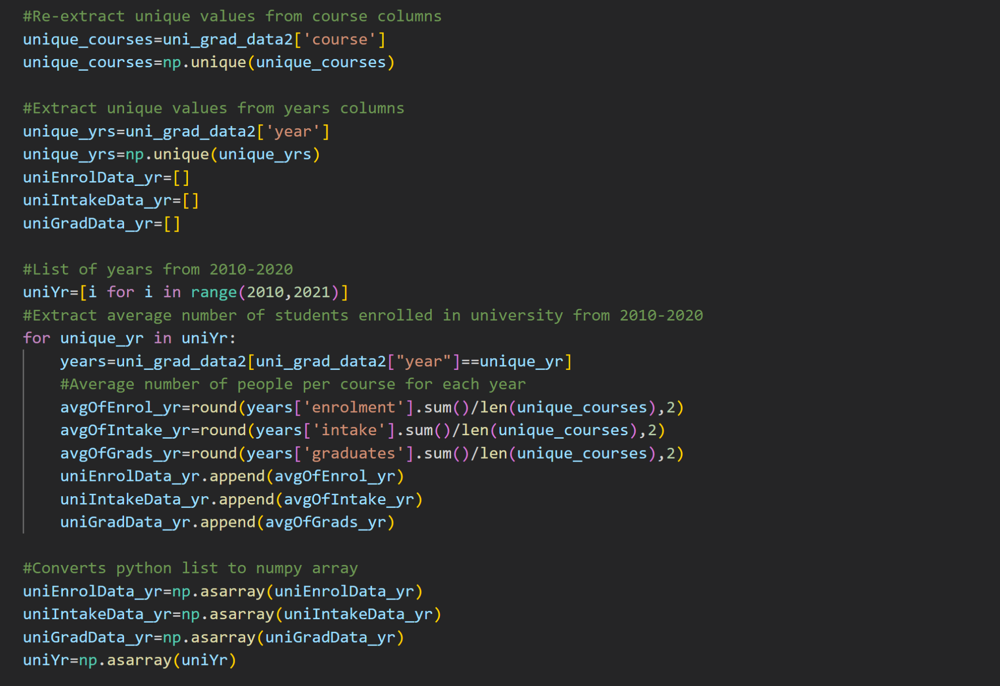 #Re-extract unique values from course columns
unique_courses=uni_grad_data2['course']
unique_courses=np.unique(unique_courses)
#Extract unique values from years columns
unique_yrs=uni_grad_data2['year']
unique_yrs=np.unique(unique_yrs)
uniEnrolData_yr=[]
uniIntakeData_yr=[]
uniGradData_yr=[]
#List of years from 2010-2020
uniYr=[i for i in range(2010,2021)]
#Extract average number of students enrolled in university from 2010-2020
for unique_yr in uniYr:
    years=uni_grad_data2[uni_grad_data2["year"]==unique_yr]
    #Average number of people per course for each year
    avgOfEnrol_yr=round(years['enrolment'].sum()/len(unique_courses),2)
    avgOfIntake_yr=round(years['intake'].sum()/len(unique_courses),2)
    avgOfGrads_yr=round(years['graduates'].sum()/len(unique_courses),2)
    uniEnrolData_yr.append(avgOfEnrol_yr)
    uniIntakeData_yr.append(avgOfIntake_yr)
    uniGradData_yr.append(avgOfGrads_yr)
#Converts python list to numpy array
uniEnrolData_yr=np.asarray(uniEnrolData_yr)
uniIntakeData_yr=np.asarray(uniIntakeData_yr)
uniGradData_yr=np.asarray(uniGradData_yr)
uniYr=np.asarray(uniYr)